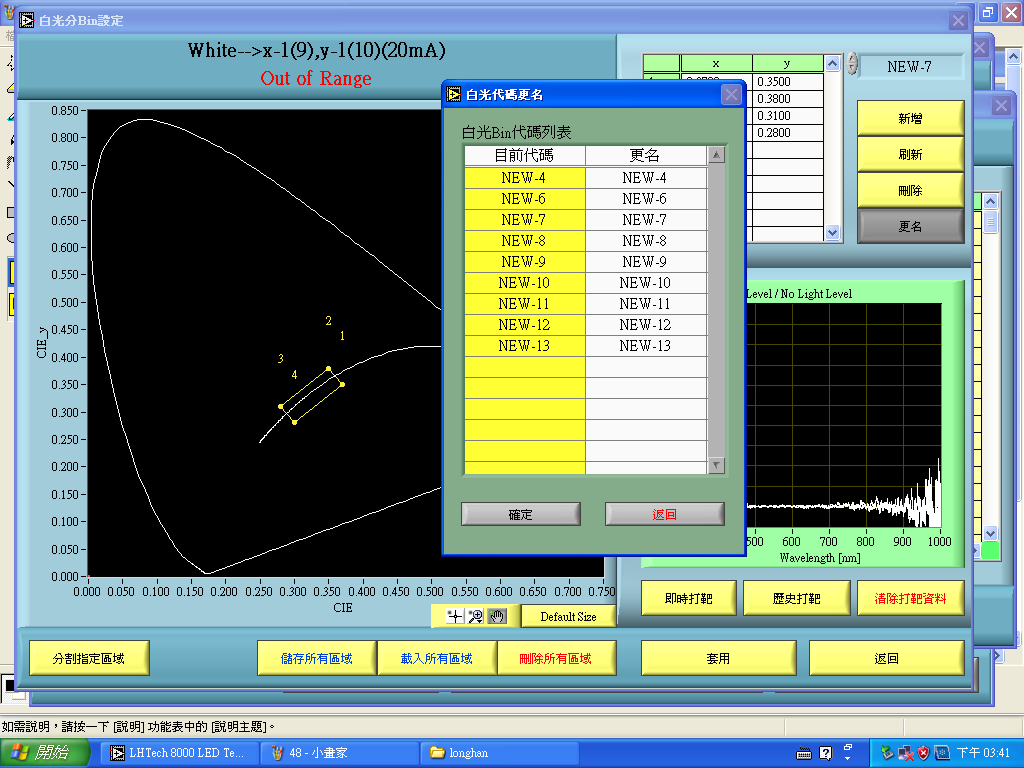 白光分Bin設定
White-->x-1(9),y-1(10)(20mA)
Out of Range
x y
0.3500
0.3800
0.3100
0.2800
NEW-7
新增
刷新
刪除
更名
白光代碼更名
白光Bin代碼列表
目前代碼 更名
NEW-4 NEW-4
NEW-6 NEW-6
NEW-7 NEW-7
NEW-8 NEW-8
NEW-9 NEW-9
NEW-10 NEW-10
NEW-11 NEW-11
NEW-12 NEW-12
NEW-13 NEW-13
確定 返回
0.850
0.800
0.750
0.700
0.650
0.600
0.550
0.500
0.450
0.400
0.350
0.300
0.250
0.200
0.150
0.100
0.050
0.000
CIE_y
2
1
3
4
0.000 0.050 0.100 0.150 0.200 0.250 0.300 0.350 0.400 0.450 0.500 0.550 0.600 0.650 0.700 0.750
CIE
Default Size
Level / No Light Level
600 700 800 900 1000
Wavelength [nm]
即時打靶 歷史打靶 清除打靶資料
分割指定區域 儲存所有區域 載入所有區域 刪除所有區域 套用 返回
如需說明，請按一下 [說明] 功能表中的 [說明主題]。
開始 LHTech 8000 LED Te... 48 - 小畫家 longhan 下午 03:41